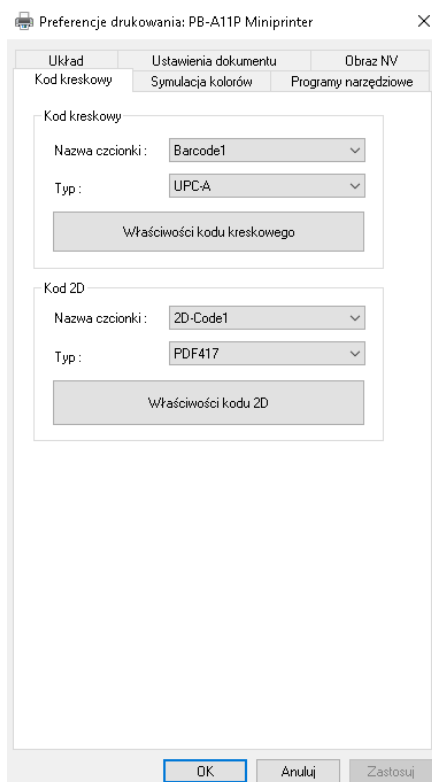 Preferencje drukowania: PB-A11P Miniprinter
Układ Ustawienia dokumentu Obraz NV
Kod kreskowy Symulacja kolorów Programy narzędziowe
Kod kreskowy
Nazwa czcionki : Barcode1
Typ : UPC-A
Właściwości kodu kreskowego
Kod 2D
Nazwa czcionki : 2D-Code1
Typ : PDF417
Właściwości kodu 2D
OK Anuluj Zastosuj